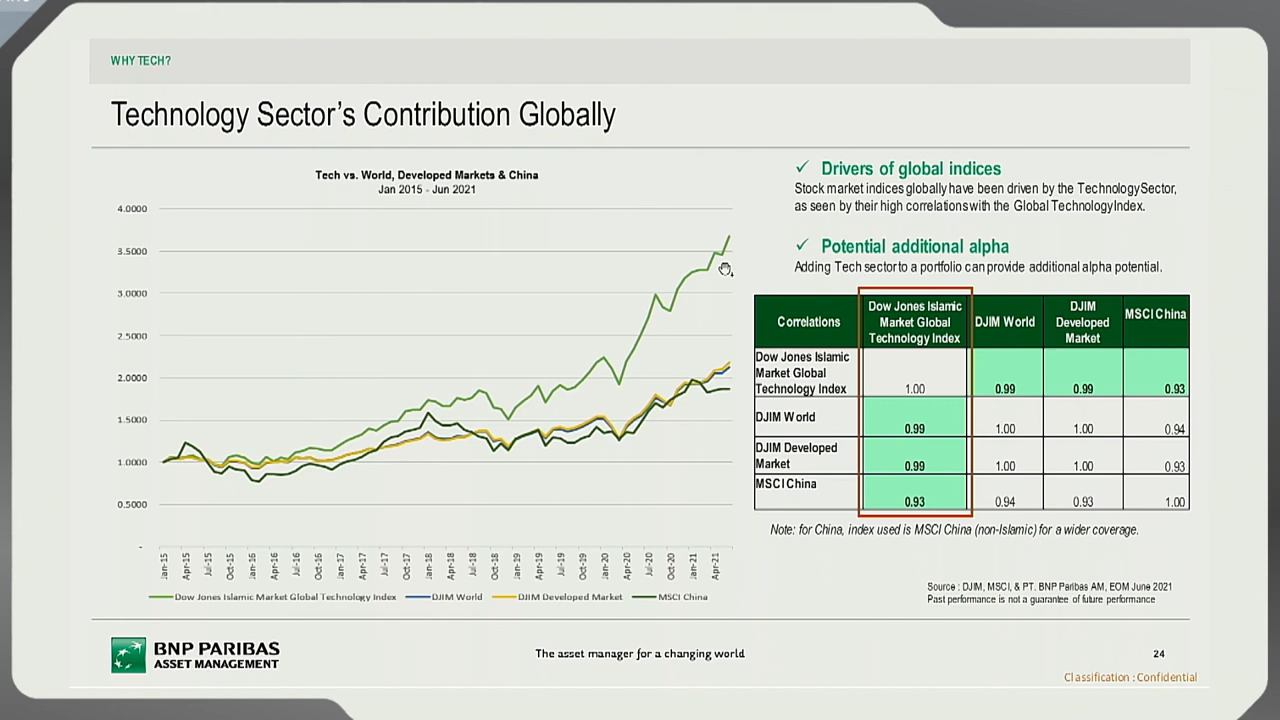 WHY TECH?
Technology Sector's Contribution Globally
Tech vs. World, Developed Markets & China
Jan 2015 - Jun 2021
4.0000
3.5000
3.0000
2.5000
2.0000
1.5000
1.0000
0.5000
-
Jan-15
Apr-15
Jul-15
Oct-15
Jan-16
Apr-16
Jul-16
Oct-16
Jan-17
Apr-17
Jul-17
Oct-17
Jan-18
Apr-18
Jul-18
Oct-18
Jan-19
Apr-19
Jul-19
Oct-19
Jan-20
Apr-20
Jul-20
Oct-20
Jan-21
Apr-21
Dow Jones Islamic Market Global Technology Index
DJIM World
DJIM Developed Market
MSCI China
✓ Drivers of global indices
Stock market indices globally have been driven by the Technology Sector,
as seen by their high correlations with the Global Technology Index.
✓ Potential additional alpha
Adding Tech sector to a portfolio can provide additional alpha potential.
Correlations
Dow Jones Islamic
Market Global
Technology Index
DJIM World
DJIM
Developed
Market
MSCI China
Dow Jones Islamic
Market Global
Technology Index
1.00
0.99
0.99
0.93
DJIM World
0.99
1.00
1.00
0.94
DJIM Developed
Market
0.99
1.00
1.00
0.93
MSCI China
0.93
0.94
0.93
1.00
Note: for China, index used is MSCI China (non-Islamic) for a wider coverage.
Source : DJIM, MSCI, & PT. BNP Paribas AM, EOM June 2021
Past performance is not a guarantee of future performance
BNP PARIBAS
ASSET MANAGEMENT
The asset manager for a changing world
24
Classification : Confidential